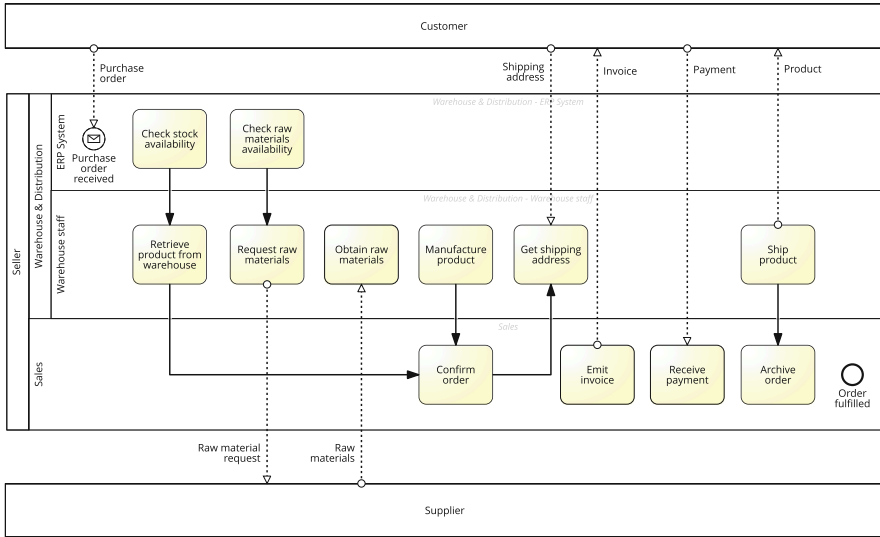 Customer
Purchase
order
Shipping
address
Invoice
Payment
Product
Seller
Warehouse & Distribution
ERP System
Warehouse & Distribution - ERP System
Purchase
order
received
Check stock
availability
Check raw
materials
availability
Warehouse staff
Warehouse & Distribution - Warehouse staff
Retrieve
product from
warehouse
Request raw
materials
Obtain raw
materials
Manufacture
product
Get shipping
address
Ship
product
Sales
Sales
Confirm
order
Emit
invoice
Receive
payment
Archive
order
Order
fulfilled
Raw material
request
Raw
materials
Supplier